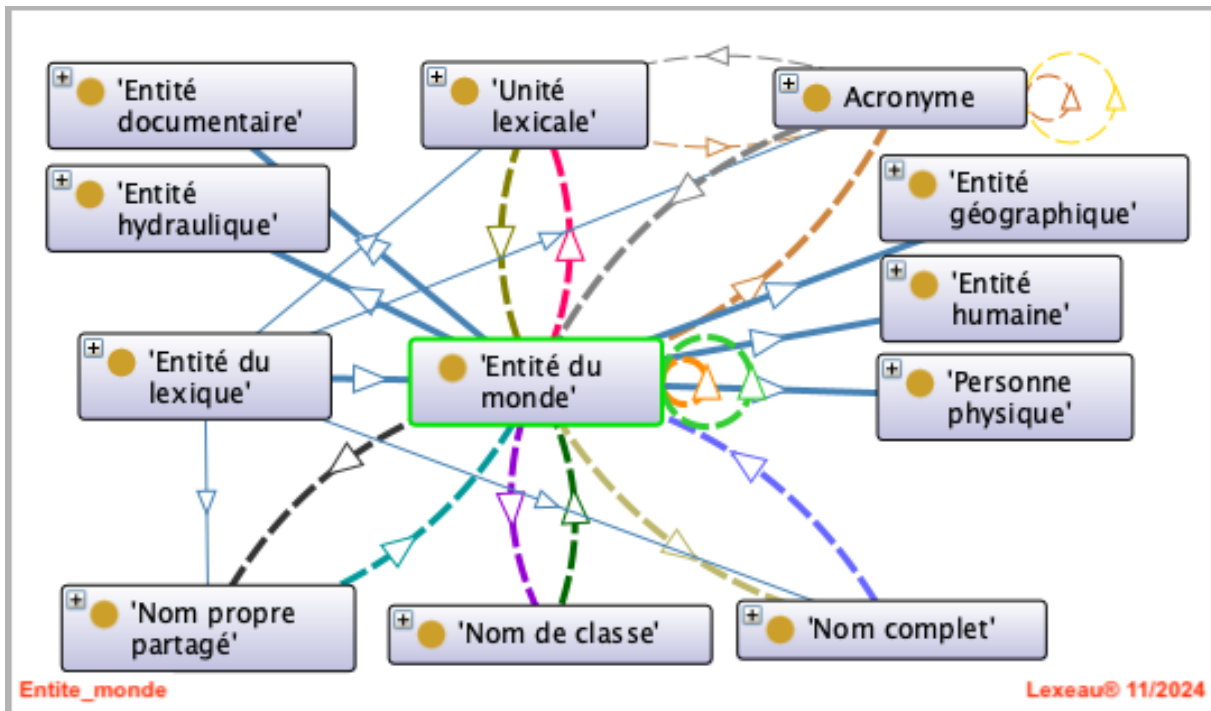 'Entité
documentaire'
'Unité
lexicale'
Acronyme
'Entité
hydraulique'
'Entité
géographique'
'Entité
humaine'
'Entité du
lexique'
'Entité du
monde'
'Personne
physique'
'Nom propre
partagé'
'Nom de classe'
'Nom complet'
Entite_monde
Lexeau® 11/2024